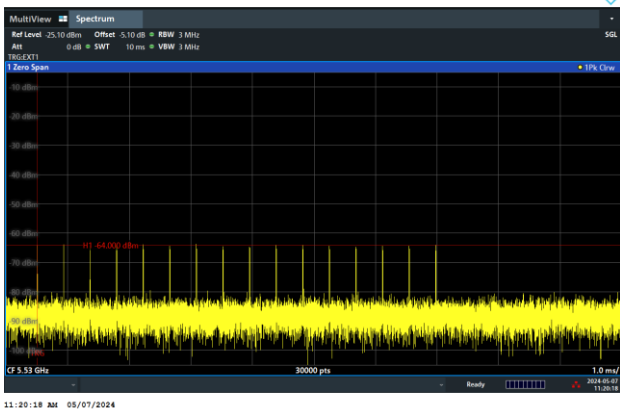 MultiView Spectrum
Ref Level -25.10 dBm Offset -5.10 dB RBW 3 MHz SGL
Att 0 dB SWT 10 ms VBW 3 MHz
TRG:EXT1
1 Zero Span 1Pk Clrw
-10 dBm
-20 dBm
-30 dBm
-40 dBm
-50 dBm
-60 dBm
H1 -64.000 dBm
-70 dBm
-80 dBm
-90 dBm
-100 dBm
CF 5.53 GHz 30000 pts 1.0 ms/
Ready 2024-05-07
11:20:18
11:20:18 AM 05/07/2024